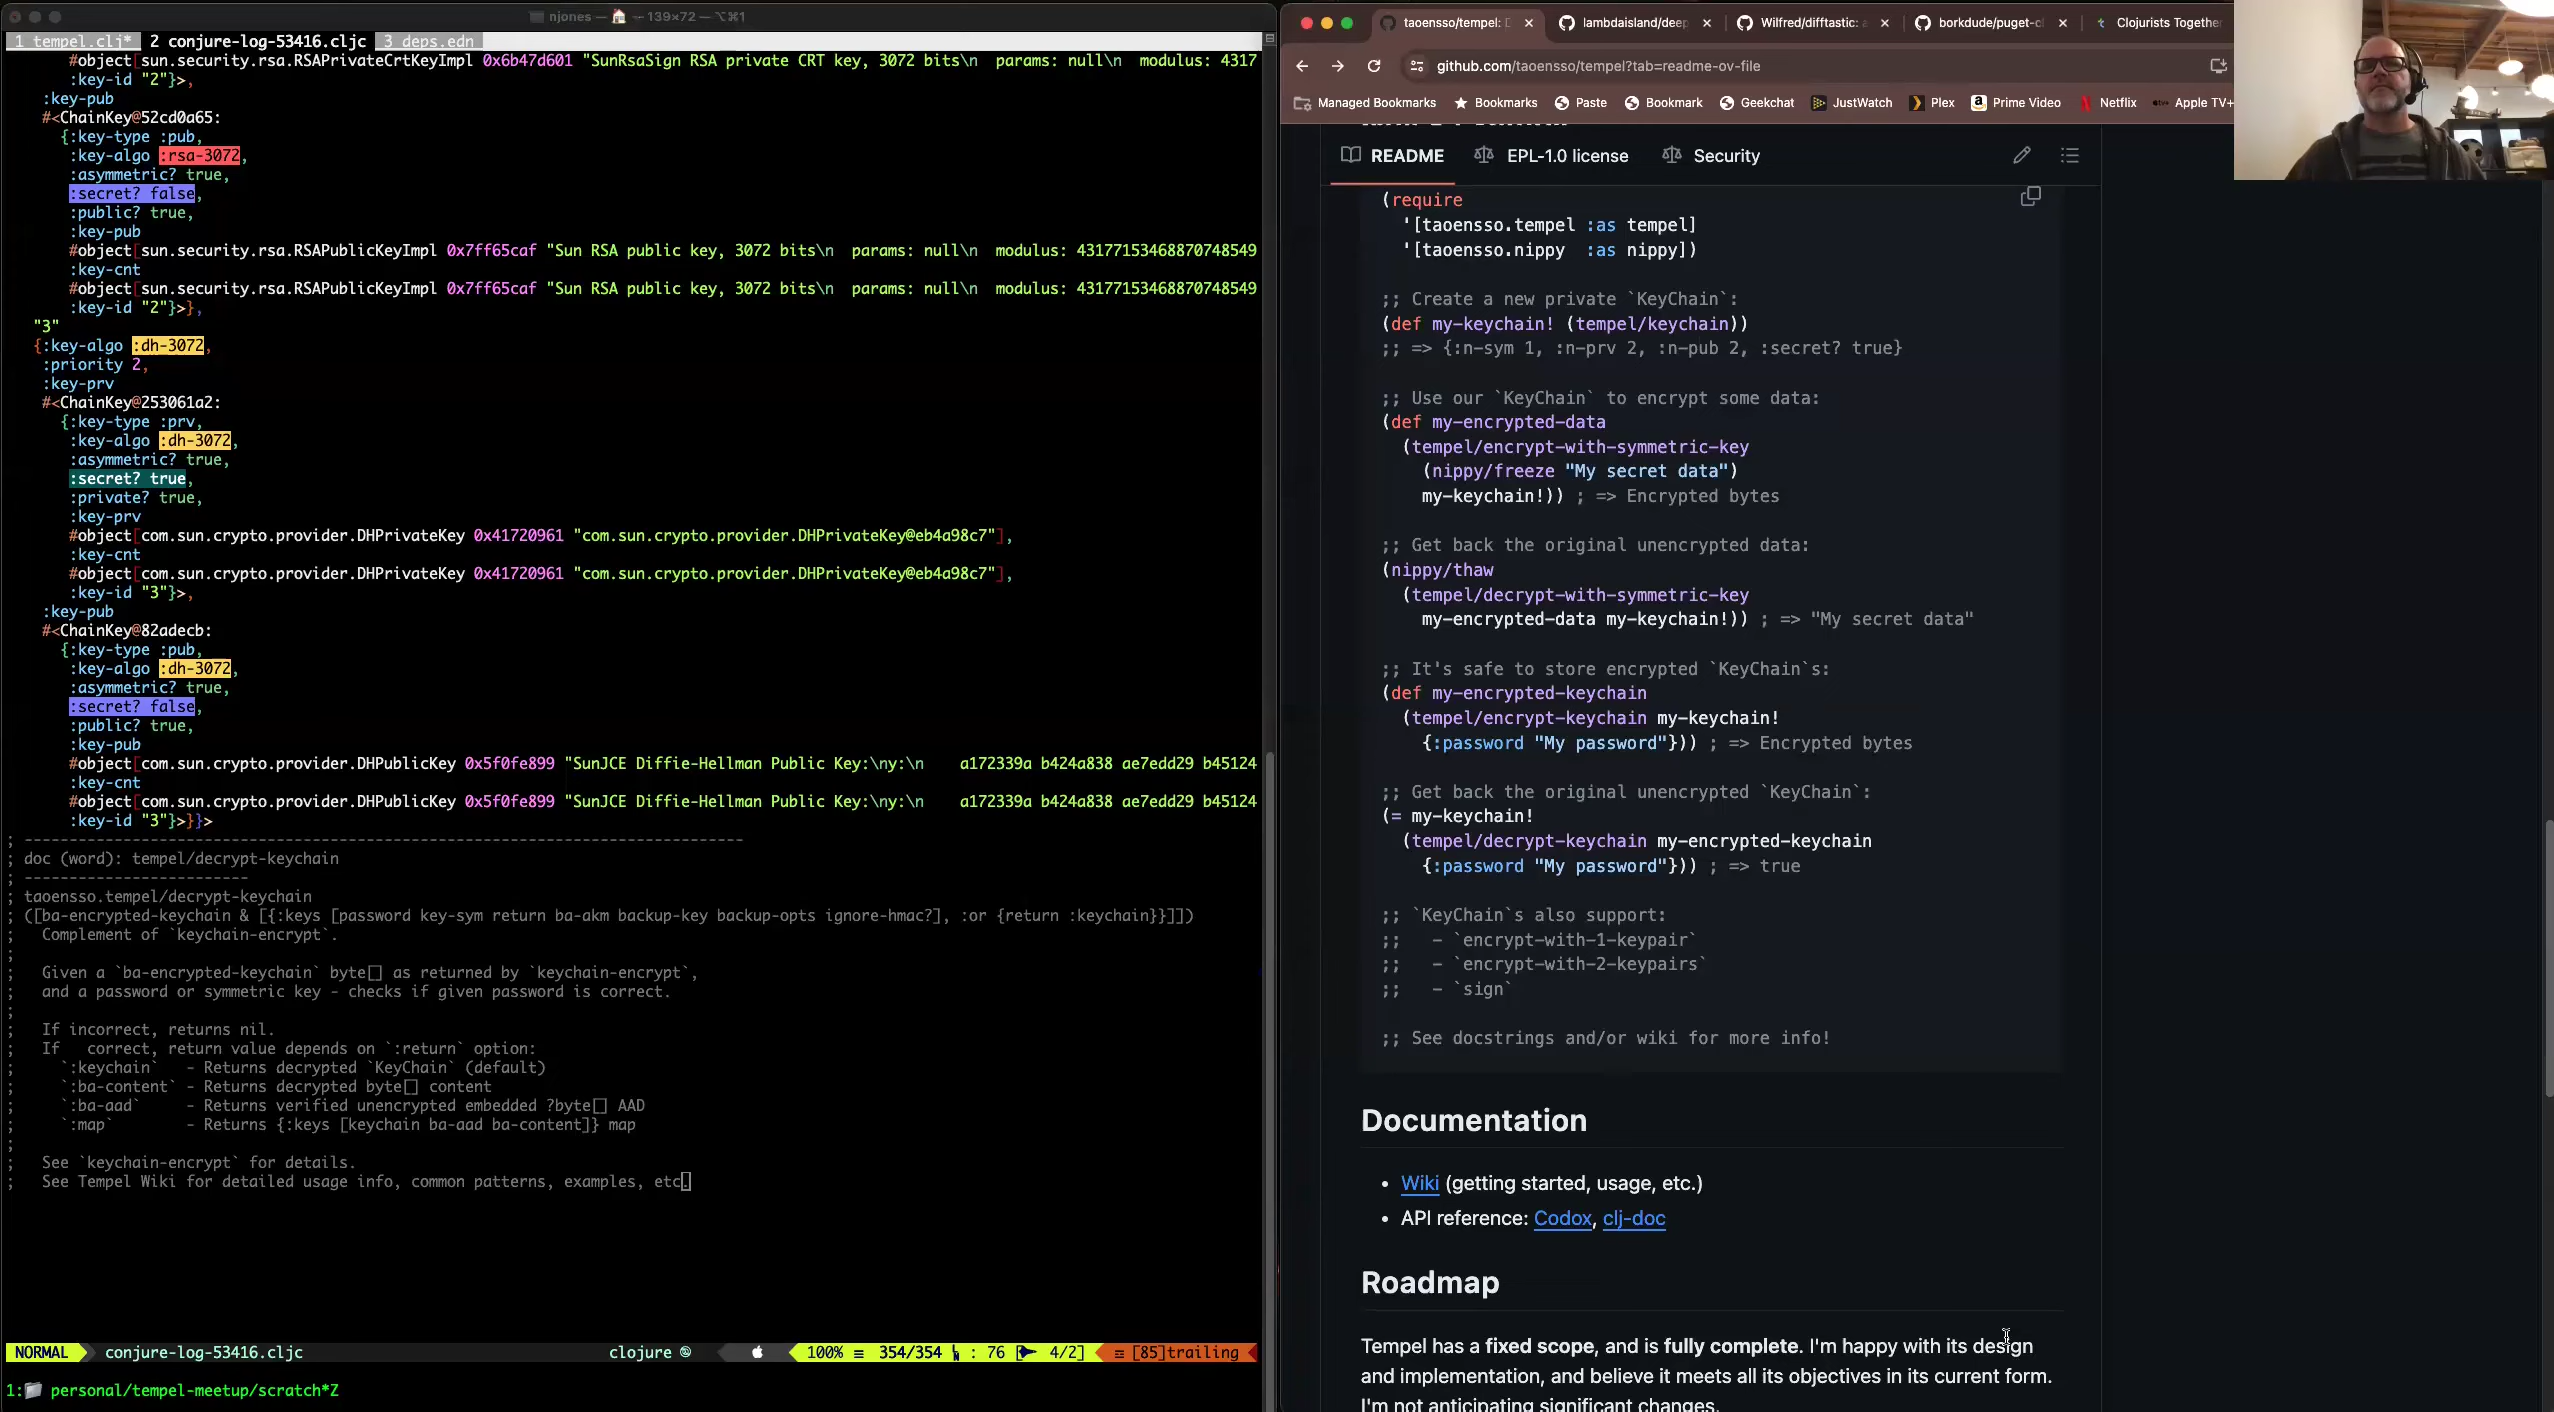 njones — 🏠 — 139×72 — ⌥⌘1
1 tempel.clj* 2 conjure-log-53416.cljc 3 deps.edn
#object[sun.security.rsa.RSAPrivateCrtKeyImpl 0x6b47d601 "SunRsaSign RSA private CRT key, 3072 bits\n  params: null\n  modulus: 4317
:key-id "2"}>,
:key-pub
#<ChainKey@52cd0a65:
{:key-type :pub,
:key-algo :rsa-3072,
:asymmetric? true,
:secret? false,
:public? true,
:key-pub
#object[sun.security.rsa.RSAPublicKeyImpl 0x7ff65caf "Sun RSA public key, 3072 bits\n  params: null\n  modulus: 431771534688707485​49
:key-cnt
#object[sun.security.rsa.RSAPublicKeyImpl 0x7ff65caf "Sun RSA public key, 3072 bits\n  params: null\n  modulus: 43177153468870748549
:key-id "2"}>},
"3"
{:key-algo :dh-3072,
:priority 2,
:key-prv
#<ChainKey@253061a2:
{:key-type :prv,
:key-algo :dh-3072,
:asymmetric? true,
:secret? true,
:private? true,
:key-prv
#object[com.sun.crypto.provider.DHPrivateKey 0x41720961 "com.sun.crypto.provider.DHPrivateKey@eb4a98c7"],
:key-cnt
#object[com.sun.crypto.provider.DHPrivateKey 0x41720961 "com.sun.crypto.provider.DHPrivateKey@eb4a98c7"],
:key-id "3"}>,
:key-pub
#<ChainKey@82adecb:
{:key-type :pub,
:key-algo :dh-3072,
:asymmetric? true,
:secret? false,
:public? true,
:key-pub
#object[com.sun.crypto.provider.DHPublicKey 0x5f0fe899 "SunJCE Diffie-Hellman Public Key:\ny:\n    a172339a b424a838 ae7edd29 b45124
:key-cnt
#object[com.sun.crypto.provider.DHPublicKey 0x5f0fe899 "SunJCE Diffie-Hellman Public Key:\ny:\n    a172339a b424a838 ae7edd29 b45124
:key-id "3"}>}}>
; --------------------------------------------------------------------------------
; doc (word): tempel/decrypt-keychain
; -------------------------
; taoensso.tempel/decrypt-keychain
; ([ba-encrypted-keychain & [{:keys [password key-sym return ba-akm backup-key backup-opts ignore-hmac?], :or {return :keychain}}]])
;   Complement of `keychain-encrypt`.
;
;   Given a `ba-encrypted-keychain` byte[] as returned by `keychain-encrypt`,
;   and a password or symmetric key - checks if given password is correct.
;
;   If incorrect, returns nil.
;   If   correct, return value depends on `:return` option:
;     `:keychain`   - Returns decrypted `KeyChain` (default)
;     `:ba-content` - Returns decrypted byte[] content
;     `:ba-aad`     - Returns verified unencrypted embedded ?byte[] AAD
;     `:map`        - Returns {:keys [keychain ba-aad ba-content]} map
;
;   See `keychain-encrypt` for details.
;   See Tempel Wiki for detailed usage info, common patterns, examples, etc.
NORMAL conjure-log-53416.cljc clojure 100% ≡ 354/354 : 76 4/2] ≡ [85]trailing
1: personal/tempel-meetup/scratch*Z
taoensso/tempel: D lambdaisland/deep Wilfred/difftastic: a borkdude/puget-cl Clojurists Together
github.com/taoensso/tempel?tab=readme-ov-file
Managed Bookmarks Bookmarks Paste Bookmark Geekchat JustWatch Plex Prime Video Netflix Apple TV+
README EPL-1.0 license Security
(require
'[taoensso.tempel :as tempel]
'[taoensso.nippy  :as nippy])
;; Create a new private `KeyChain`:
(def my-keychain! (tempel/keychain))
;; => {:n-sym 1, :n-prv 2, :n-pub 2, :secret? true}
;; Use our `KeyChain` to encrypt some data:
(def my-encrypted-data
(tempel/encrypt-with-symmetric-key
(nippy/freeze "My secret data")
my-keychain!)) ; => Encrypted bytes
;; Get back the original unencrypted data:
(nippy/thaw
(tempel/decrypt-with-symmetric-key
my-encrypted-data my-keychain!)) ; => "My secret data"
;; It's safe to store encrypted `KeyChain`s:
(def my-encrypted-keychain
(tempel/encrypt-keychain my-keychain!
{:password "My password"})) ; => Encrypted bytes
;; Get back the original unencrypted `KeyChain`:
(= my-keychain!
(tempel/decrypt-keychain my-encrypted-keychain
{:password "My password"})) ; => true
;; `KeyChain`s also support:
;;   - `encrypt-with-1-keypair`
;;   - `encrypt-with-2-keypairs`
;;   - `sign`
;; See docstrings and/or wiki for more info!
Documentation
• Wiki (getting started, usage, etc.)
• API reference: Codox, clj-doc
Roadmap
Tempel has a fixed scope, and is fully complete. I'm happy with its design
and implementation, and believe it meets all its objectives in its current form.
I'm not anticipating significant changes.